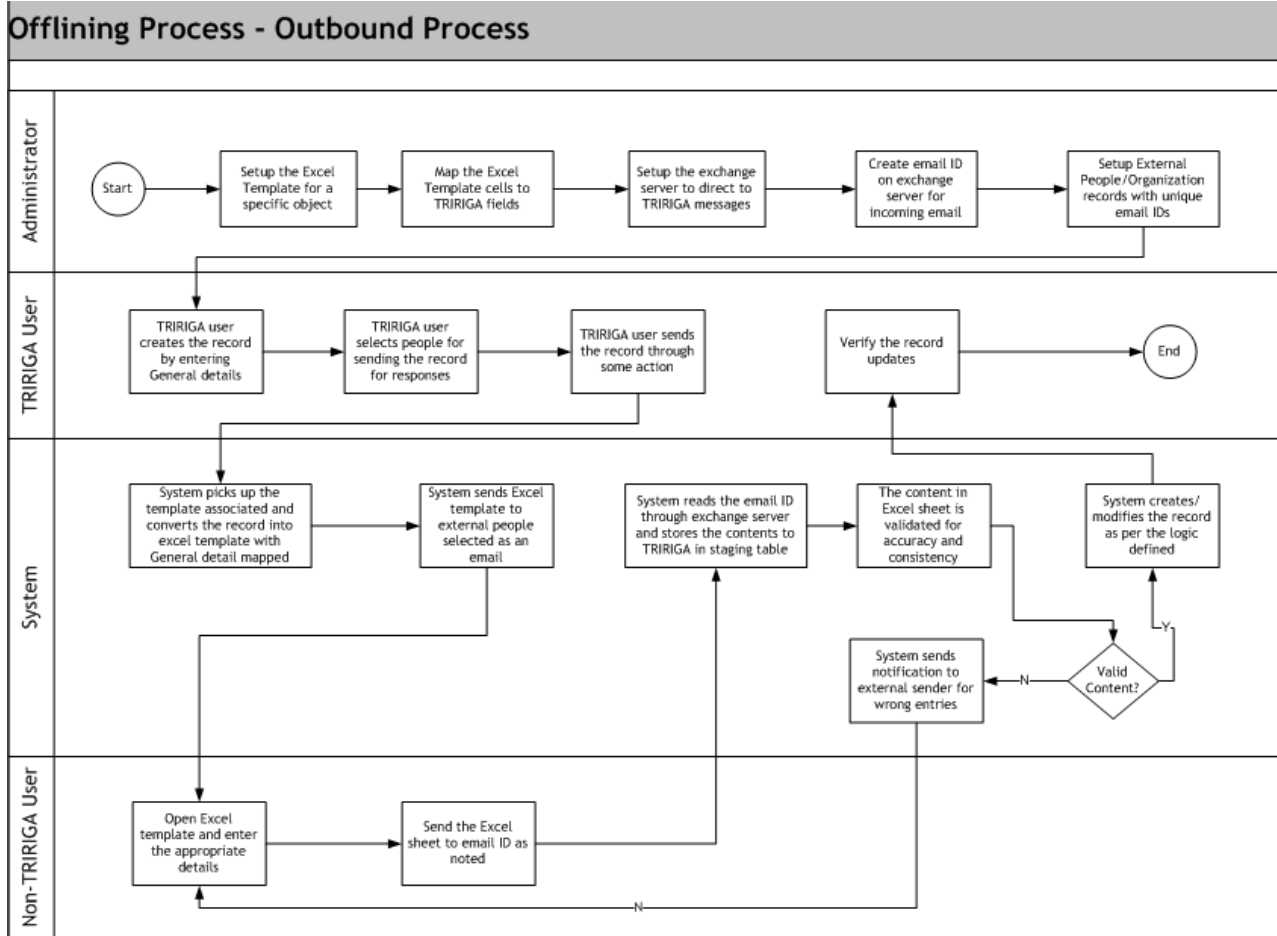 Offlining Process - Outbound Process
Administrator
Start
Setup the Excel
Template for a
specific object
Map the Excel
Template cells to
TRIRIGA fields
Setup the exchange
server to direct to
TRIRIGA messages
Create email ID
on exchange
server for
incoming email
Setup External
People/Organization
records with unique
email IDs
TRIRIGA User
TRIRIGA user
creates the record
by entering
General details
TRIRIGA user
selects people for
sending the record
for responses
TRIRIGA user sends
the record through
some action
Verify the record
updates
End
System
System picks up the
template associated and
converts the record into
excel template with
General detail mapped
System sends Excel
template to
external people
selected as an
email
System reads the email ID
through exchange server
and stores the contents to
TRIRIGA in staging table
The content in
Excel sheet is
validated for
accuracy and
consistency
System creates/
modifies the record
as per the logic
defined
Y
System sends
notification to
external sender for
wrong entries
N
Valid
Content?
Non-TRIRIGA User
Open Excel
template and enter
the appropriate
details
Send the Excel
sheet to email ID as
noted
N